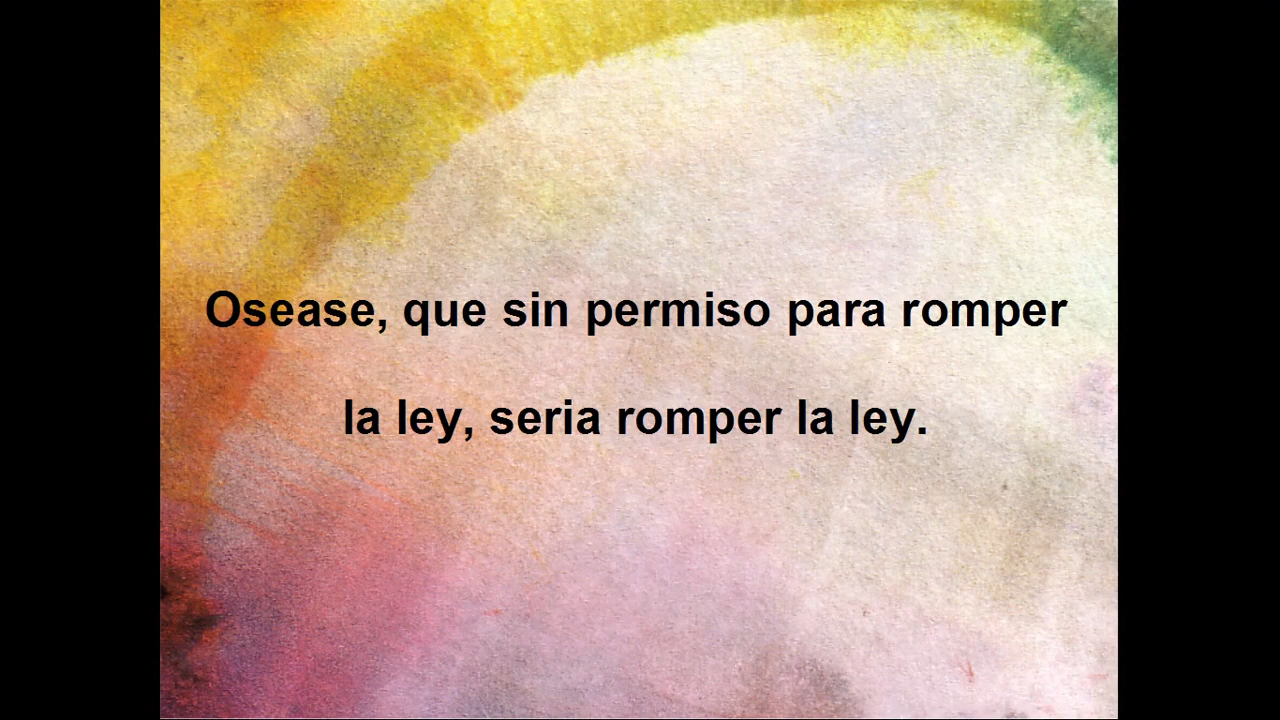 Osease, que sin permiso para romper
la ley, seria romper la ley.